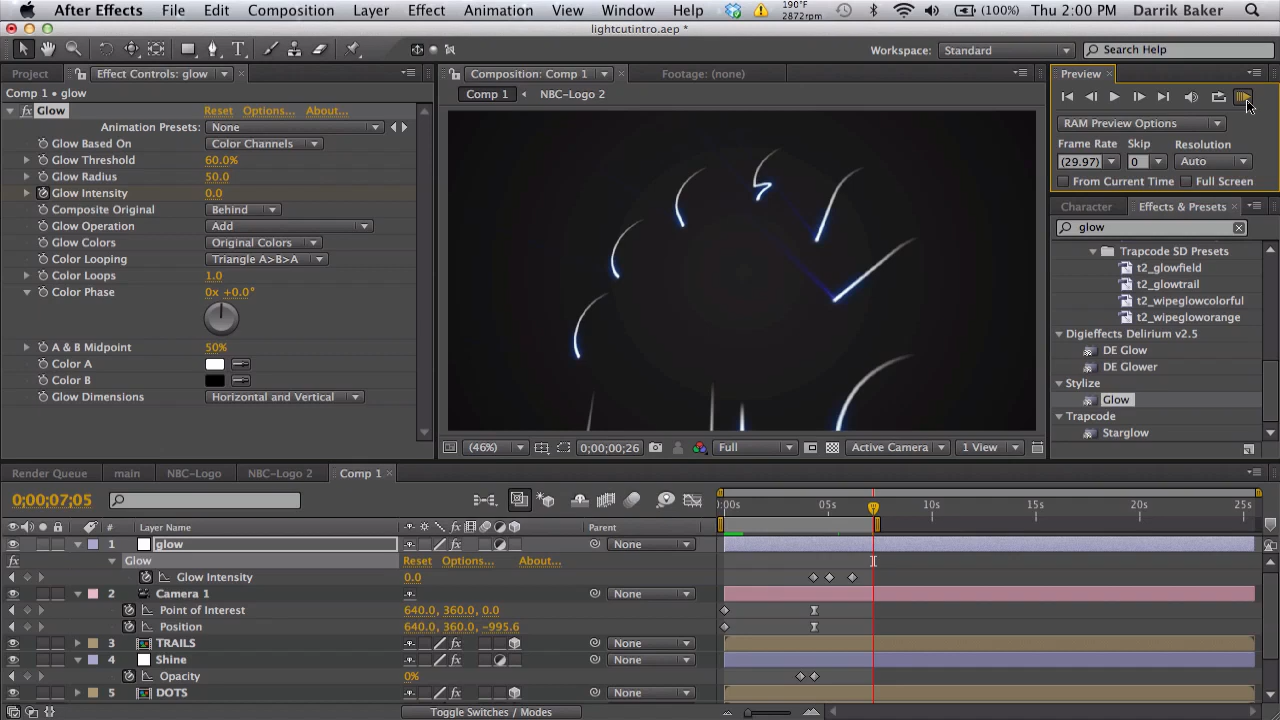 After Effects File Edit Composition Layer Effect Animation View Window Help 190°F 2872rpm (100%) Thu 2:00 PM Darrik Baker
lightcutintro.aep *
Workspace: Standard Search Help
Project Effect Controls: glow Composition: Comp 1 Footage: (none) Preview
Comp 1 • glow Comp 1 NBC-Logo 2
fx Glow Reset Options... About...
Animation Presets: None RAM Preview Options
Glow Based On Color Channels Frame Rate Skip Resolution
Glow Threshold 60.0% (29.97) 0 Auto
Glow Radius 50.0 From Current Time Full Screen
Glow Intensity 0.0
Composite Original Behind Character Effects & Presets
Glow Operation Add glow
Glow Colors Original Colors Trapcode SD Presets
Color Looping Triangle A>B>A t2_glowfield
Color Loops 1.0 t2_glowtrail
Color Phase 0x +0.0° t2_wipeglowcolorful
t2_wipegloworange
Digieffects Delirium v2.5
A & B Midpoint 50% DE Glow
Color A DE Glower
Color B Stylize
Glow Dimensions Horizontal and Vertical Glow
Trapcode
Starglow
(46%) 0;00;00;26 Full Active Camera 1 View
Render Queue main NBC-Logo NBC-Logo 2 Comp 1
0;00;07;05 :00s 05s 10s 15s 20s 25s
# Layer Name fx Parent
1 glow fx None
fx Glow Reset Options... About...
Glow Intensity 0.0
2 Camera 1 None
Point of Interest 640.0, 360.0, 0.0
Position 640.0, 360.0, -995.6
3 TRAILS fx None
4 Shine fx None
Opacity 0%
5 DOTS fx None
Toggle Switches / Modes